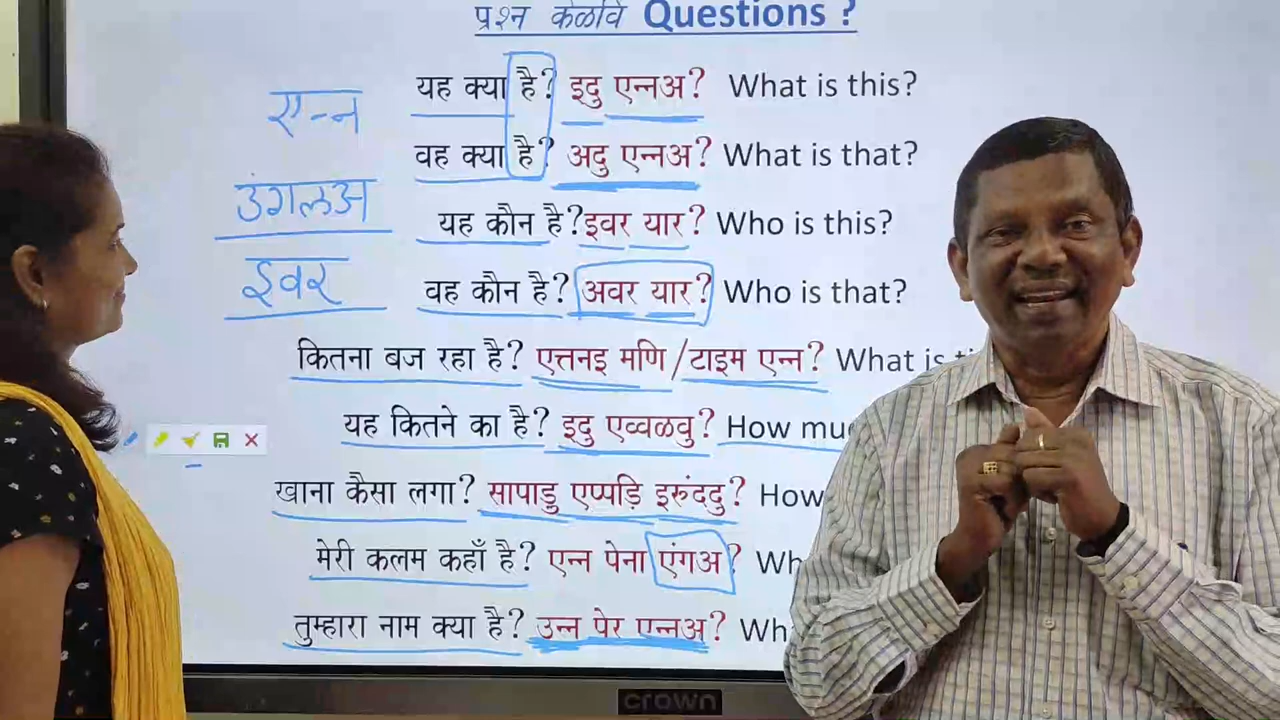 प्रश्न केळवि Questions ?
यह क्या है? इदु एन्नअ? What is this?
एन्न
वह क्या है? अदु एन्नअ? What is that?
उंगलअ
यह कौन है? इवर यार? Who is this?
इवर
वह कौन है? अवर यार? Who is that?
कितना बज रहा है? एत्तनइ मणि /टाइम एन्न? What is
यह कितने का है? इदु एव्वळवु? How
खाना कैसा लगा? सापाडु एप्पड़ि इरुंददु? How
मेरी कलम कहाँ है? एन्न पेना एंगअ?
तुम्हारा नाम क्या है? उन्न पेर एन्नअ?
crown